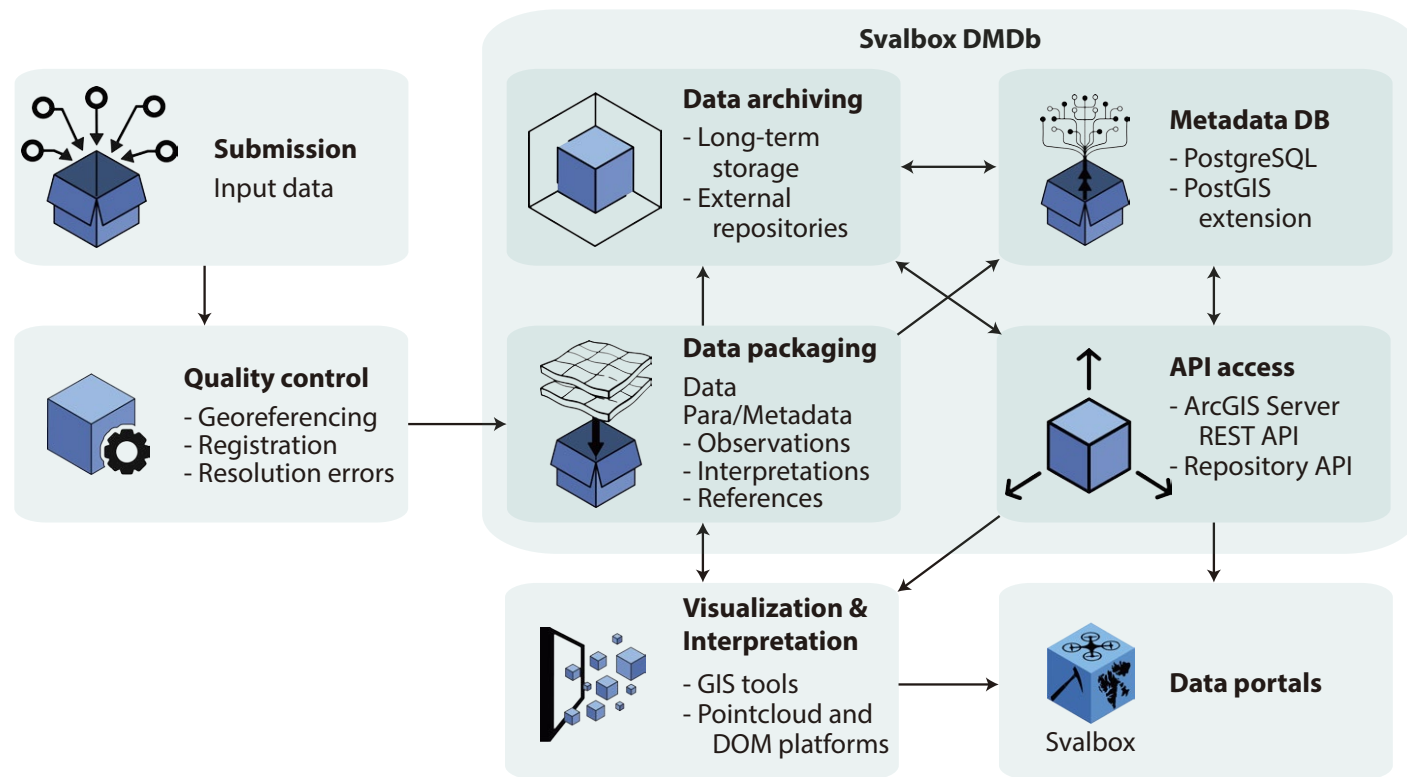 Svalbox DMDb
Submission
Input data
Data archiving
- Long-term
storage
- External
repositories
Metadata DB
- PostgreSQL
- PostGIS
extension
Quality control
- Georeferencing
- Registration
- Resolution errors
Data packaging
Data
Para/Metadata
- Observations
- Interpretations
- References
API access
- ArcGIS Server
REST API
- Repository API
Visualization &
Interpretation
- GIS tools
- Pointcloud and
DOM platforms
Svalbox
Data portals